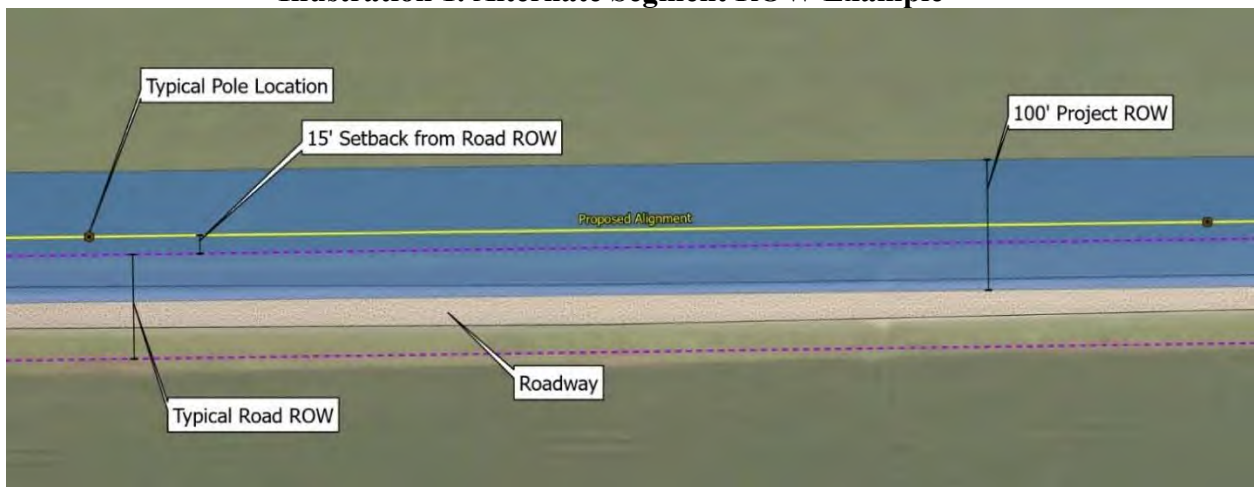 Illustration 1. Alternate Segment ROW Example
Typical Pole Location
15' Setback from Road ROW
100' Project ROW
Proposed Alignment
Roadway
Typical Road ROW